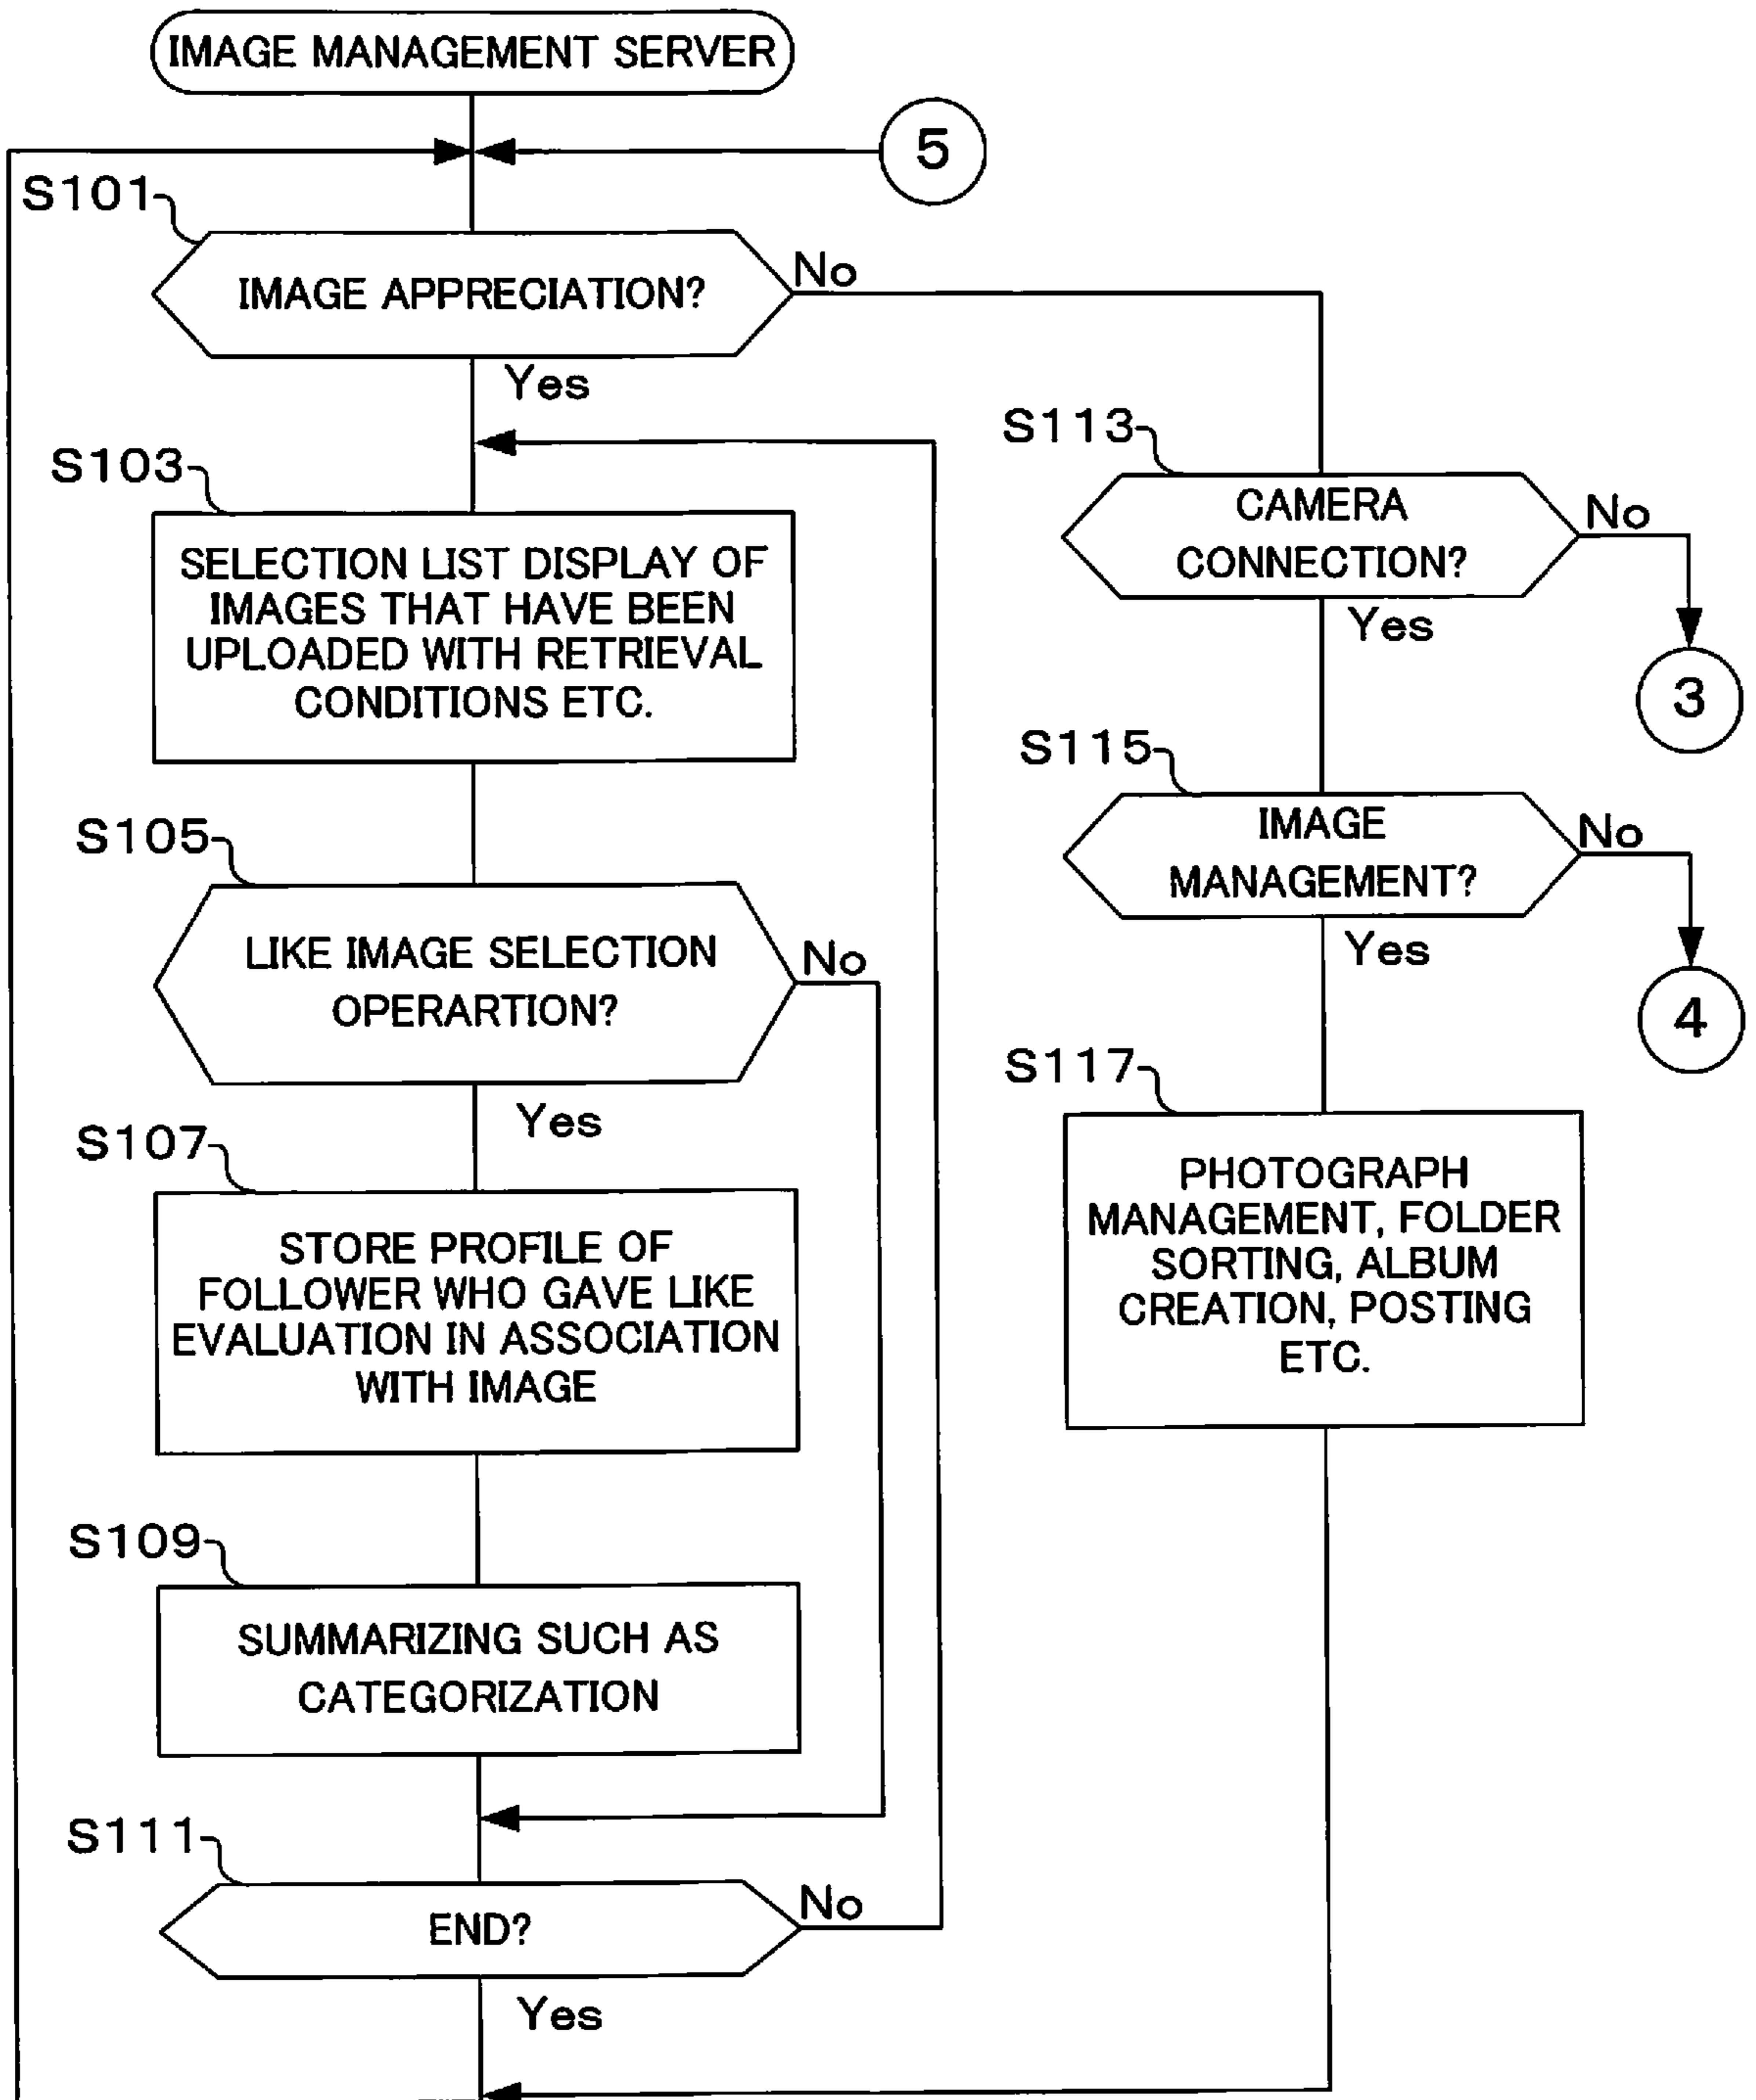 IMAGE MANAGEMENT SERVER
5
S101
IMAGE APPRECIATION?
No
Yes
S103
SELECTION LIST DISPLAY OF
IMAGES THAT HAVE BEEN
UPLOADED WITH RETRIEVAL
CONDITIONS ETC.
S105
LIKE IMAGE SELECTION
OPERARTION?
No
Yes
S107
STORE PROFILE OF
FOLLOWER WHO GAVE LIKE
EVALUATION IN ASSOCIATION
WITH IMAGE
S109
SUMMARIZING SUCH AS
CATEGORIZATION
S111
END?
No
Yes
S113
CAMERA
CONNECTION?
No
Yes
3
S115
IMAGE
MANAGEMENT?
No
Yes
4
S117
PHOTOGRAPH
MANAGEMENT, FOLDER
SORTING, ALBUM
CREATION, POSTING
ETC.